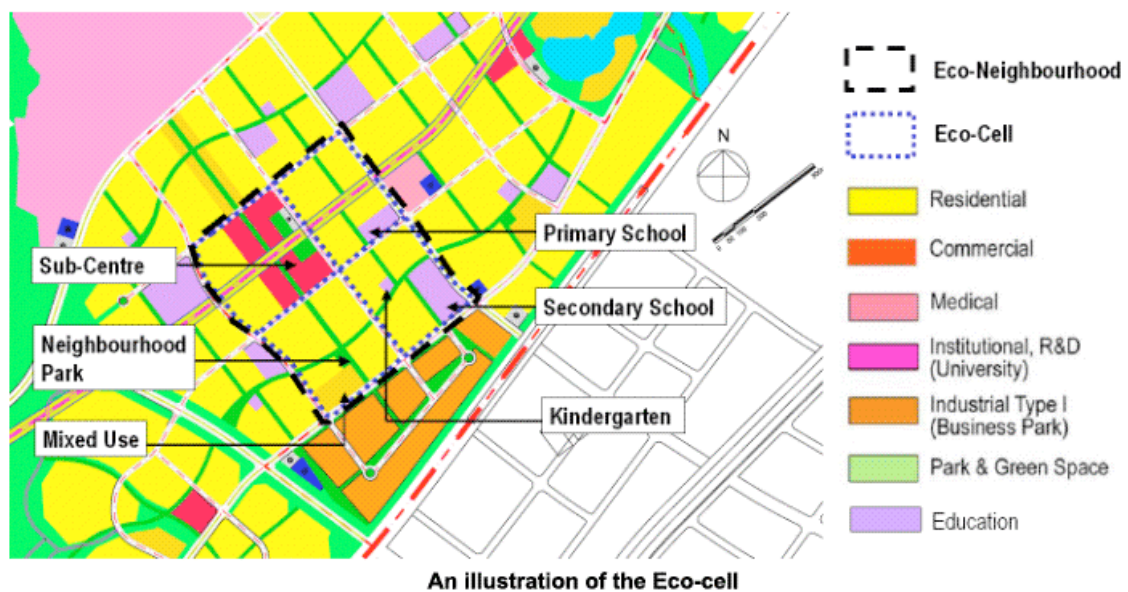 Eco-Neighbourhood
Eco-Cell
N
Residential
Primary School
Commercial
Sub-Centre
Medical
Secondary School
Neighbourhood
Park
Institutional, R&D
(University)
Kindergarten
Industrial Type I
(Business Park)
Mixed Use
Park & Green Space
Education
An illustration of the Eco-cell